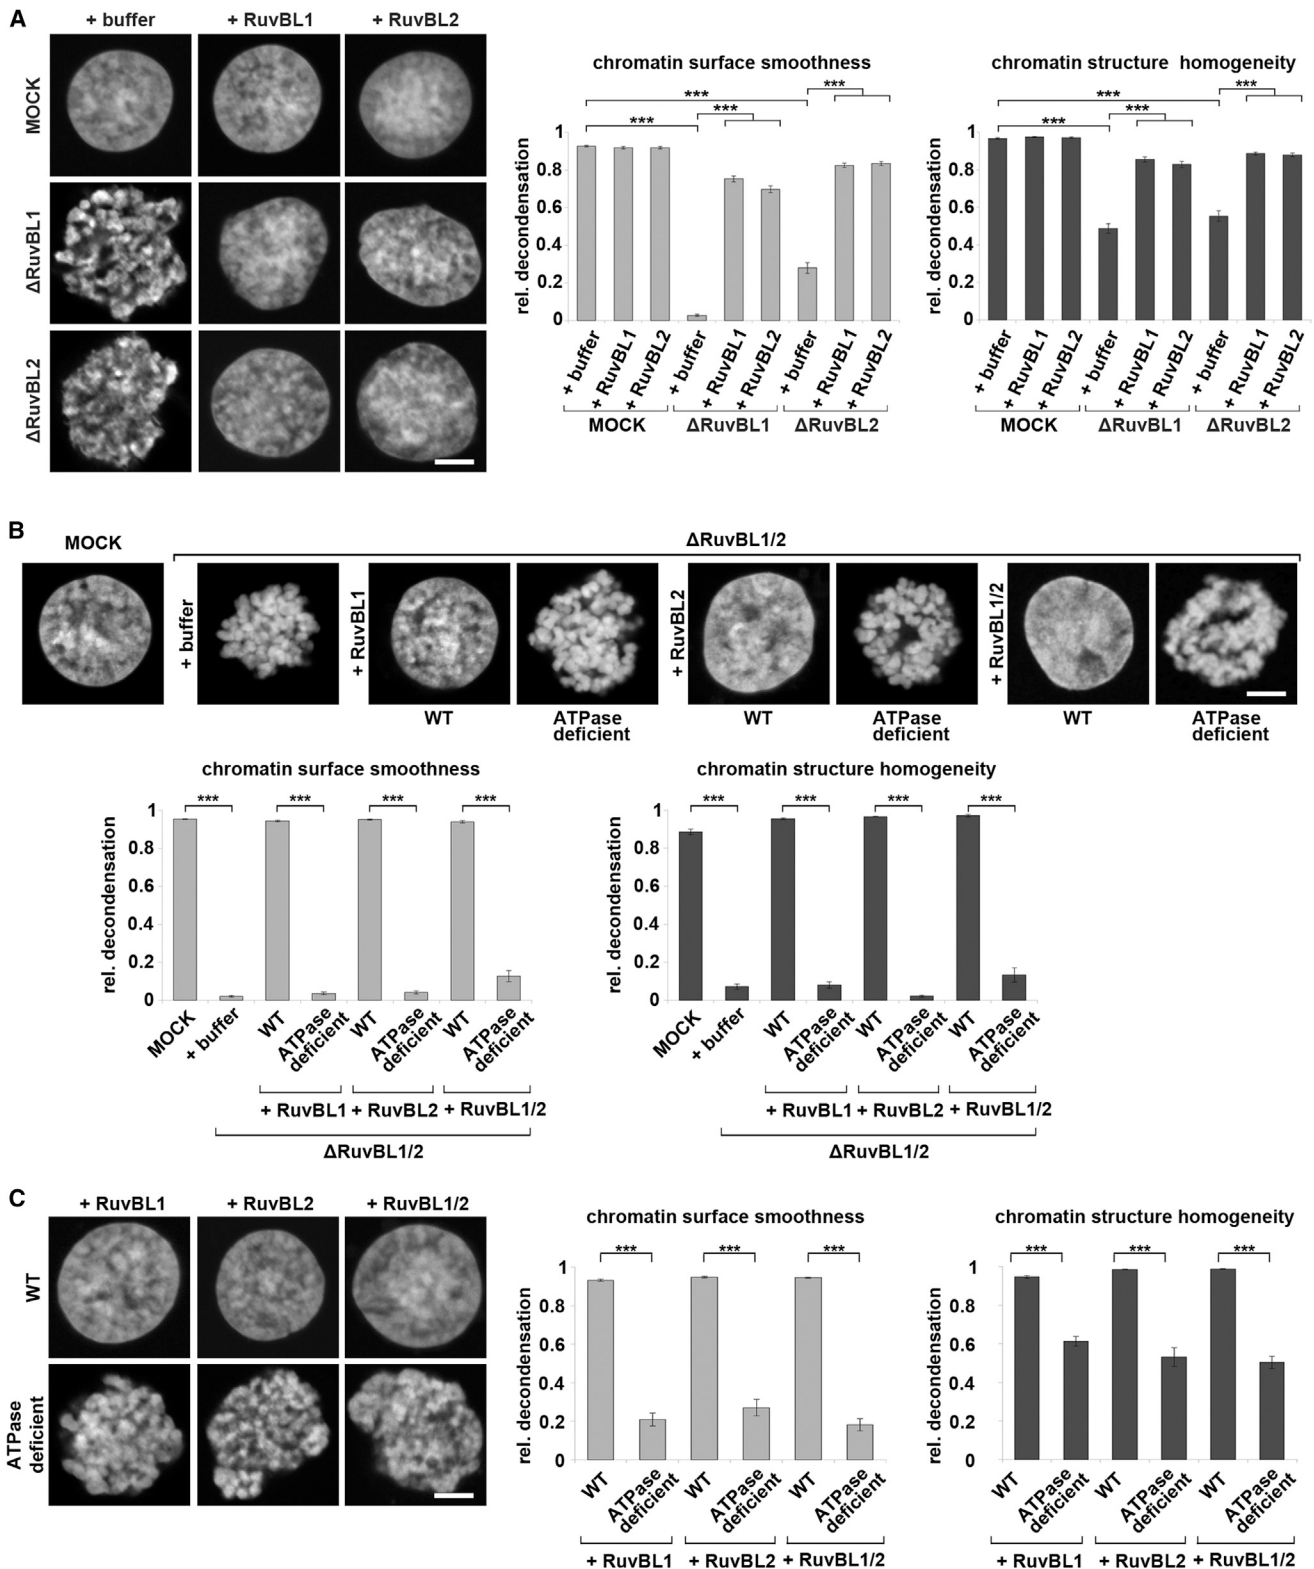 A
+ buffer
+ RuvBL1
+ RuvBL2
MOCK
ΔRuvBL1
ΔRuvBL2
chromatin surface smoothness
***
***
***
***
rel. decondensation
1
0.8
0.6
0.4
0.2
0
+ buffer
+ RuvBL1
+ RuvBL2
+ buffer
+ RuvBL1
+ RuvBL2
+ buffer
+ RuvBL1
+ RuvBL2
MOCK
ΔRuvBL1
ΔRuvBL2
chromatin structure homogeneity
***
***
***
***
rel. decondensation
1
0.8
0.6
0.4
0.2
0
+ buffer
+ RuvBL1
+ RuvBL2
+ buffer
+ RuvBL1
+ RuvBL2
+ buffer
+ RuvBL1
+ RuvBL2
MOCK
ΔRuvBL1
ΔRuvBL2
B
MOCK
ΔRuvBL1/2
+ buffer
+ RuvBL1
+ RuvBL2
+ RuvBL1/2
WT
ATPase
deficient
WT
ATPase
deficient
WT
ATPase
deficient
chromatin surface smoothness
***
***
***
***
rel. decondensation
1
0.8
0.6
0.4
0.2
0
MOCK
+ buffer
WT
ATPase
deficient
WT
ATPase
deficient
WT
ATPase
deficient
+ RuvBL1
+ RuvBL2
+ RuvBL1/2
ΔRuvBL1/2
chromatin structure homogeneity
***
***
***
***
rel. decondensation
1
0.8
0.6
0.4
0.2
0
MOCK
+ buffer
WT
ATPase
deficient
WT
ATPase
deficient
WT
ATPase
deficient
+ RuvBL1
+ RuvBL2
+ RuvBL1/2
ΔRuvBL1/2
C
+ RuvBL1
+ RuvBL2
+ RuvBL1/2
WT
ATPase
deficient
chromatin surface smoothness
***
***
***
rel. decondensation
1
0.8
0.6
0.4
0.2
0
WT
ATPase
deficient
WT
ATPase
deficient
WT
ATPase
deficient
+ RuvBL1
+ RuvBL2
+ RuvBL1/2
chromatin structure homogeneity
***
***
***
rel. decondensation
1
0.8
0.6
0.4
0.2
0
WT
ATPase
deficient
WT
ATPase
deficient
WT
ATPase
deficient
+ RuvBL1
+ RuvBL2
+ RuvBL1/2